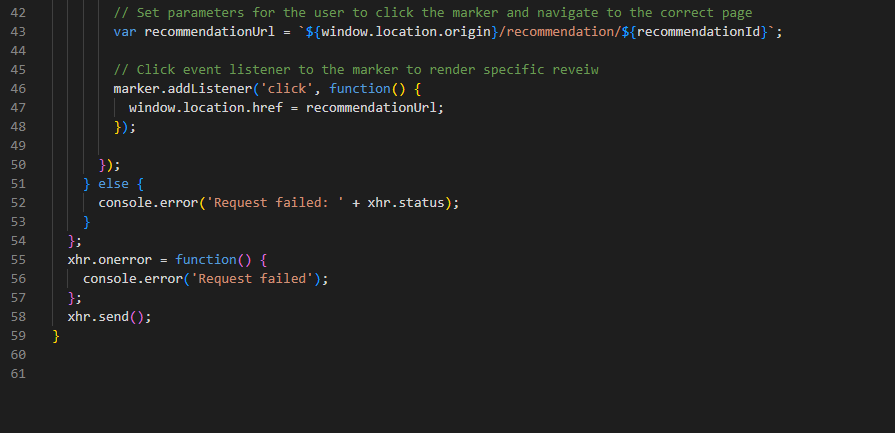 42 // Set parameters for the user to click the marker and navigate to the correct page
43 var recommendationUrl = `${window.location.origin}/recommendation/${recommendationId}`;
44
45 // Click event listener to the marker to render specific reveiw
46 marker.addListener('click', function() {
47 window.location.href = recommendationUrl;
48 });
49
50 });
51 } else {
52 console.error('Request failed: ' + xhr.status);
53 }
54 };
55 xhr.onerror = function() {
56 console.error('Request failed');
57 };
58 xhr.send();
59 }
60
61